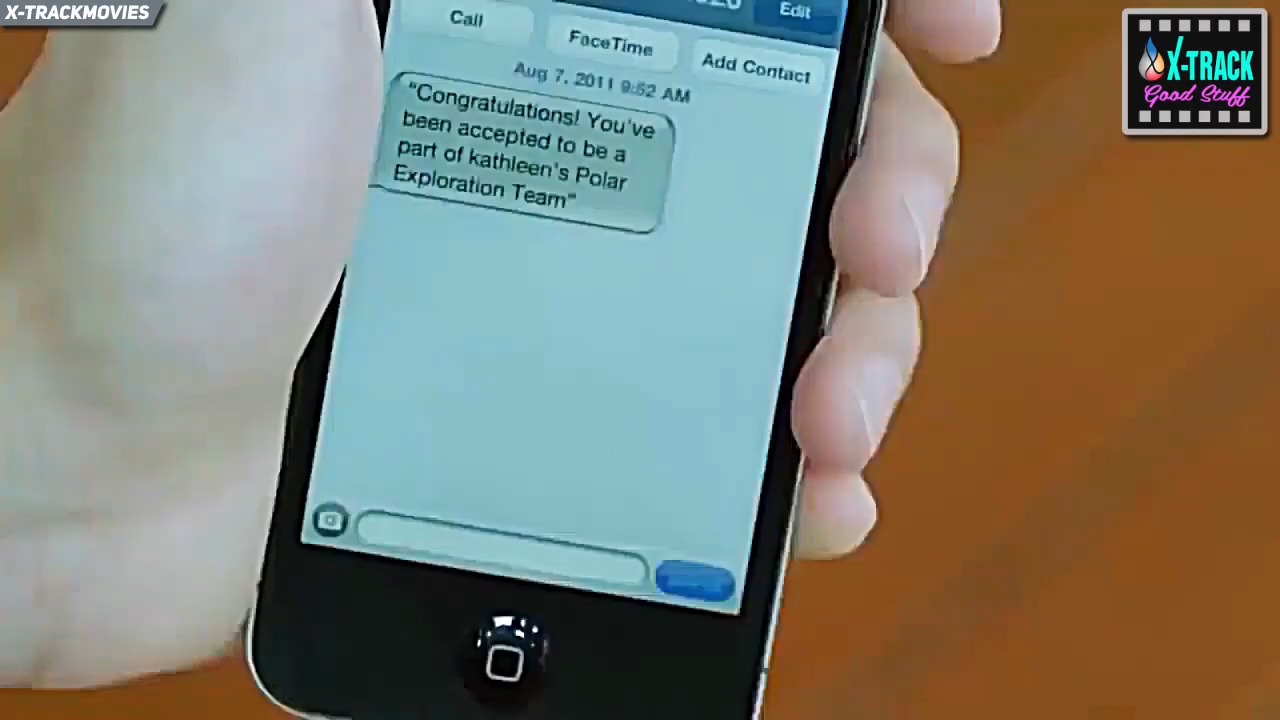 X-TRACKMOVIES
X-TRACK
Good Stuff
Edit
Call
FaceTime
Add Contact
Aug 7, 2011 9:52 AM
"Congratulations! You've
been accepted to be a
part of kathleen's Polar
Exploration Team"